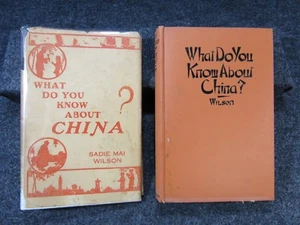 WHAT
DO YOU
KNOW
ABOUT
CHINA?
SADIE MAI
WILSON
What Do You
Know About
China?
WILSON